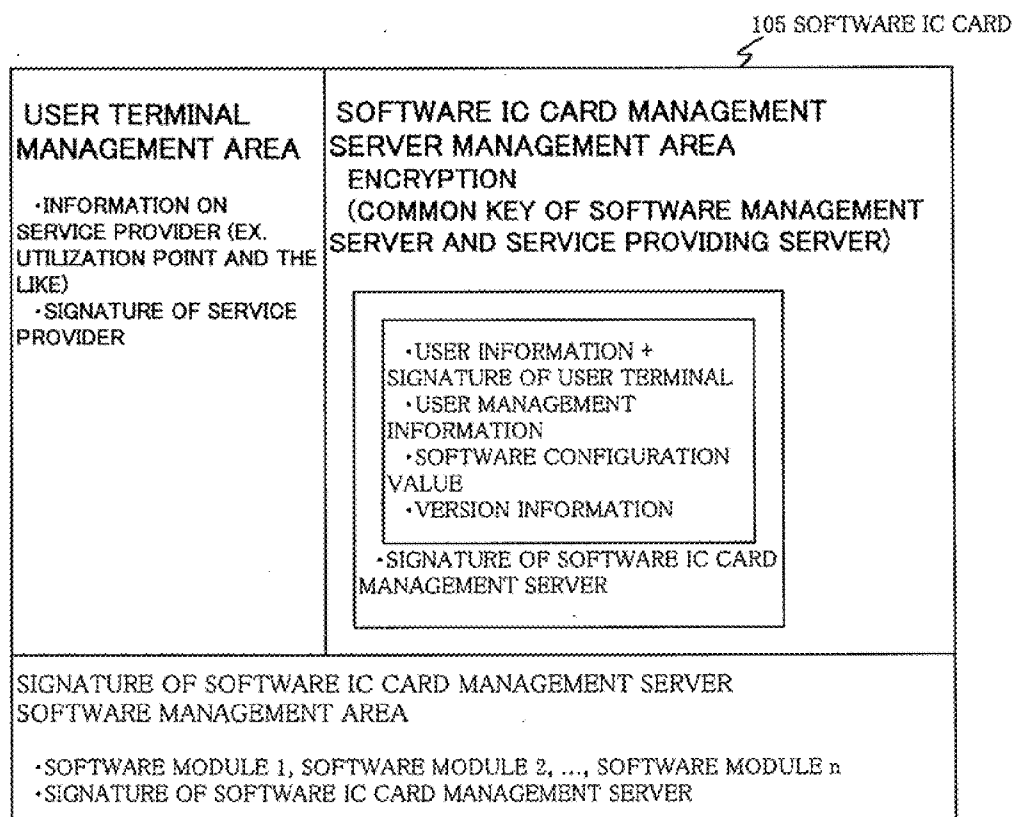 105 SOFTWARE IC CARD
USER TERMINAL
MANAGEMENT AREA
・INFORMATION ON
SERVICE PROVIDER (EX.
UTILIZATION POINT AND THE
LIKE)
・SIGNATURE OF SERVICE
PROVIDER
SOFTWARE IC CARD MANAGEMENT
SERVER MANAGEMENT AREA
ENCRYPTION
(COMMON KEY OF SOFTWARE MANAGEMENT
SERVER AND SERVICE PROVIDING SERVER)
・USER INFORMATION +
SIGNATURE OF USER TERMINAL
・USER MANAGEMENT
INFORMATION
・SOFTWARE CONFIGURATION
VALUE
・VERSION INFORMATION
・SIGNATURE OF SOFTWARE IC CARD
MANAGEMENT SERVER
SIGNATURE OF SOFTWARE IC CARD MANAGEMENT SERVER
SOFTWARE MANAGEMENT AREA
・SOFTWARE MODULE 1, SOFTWARE MODULE 2, ..., SOFTWARE MODULE n
・SIGNATURE OF SOFTWARE IC CARD MANAGEMENT SERVER